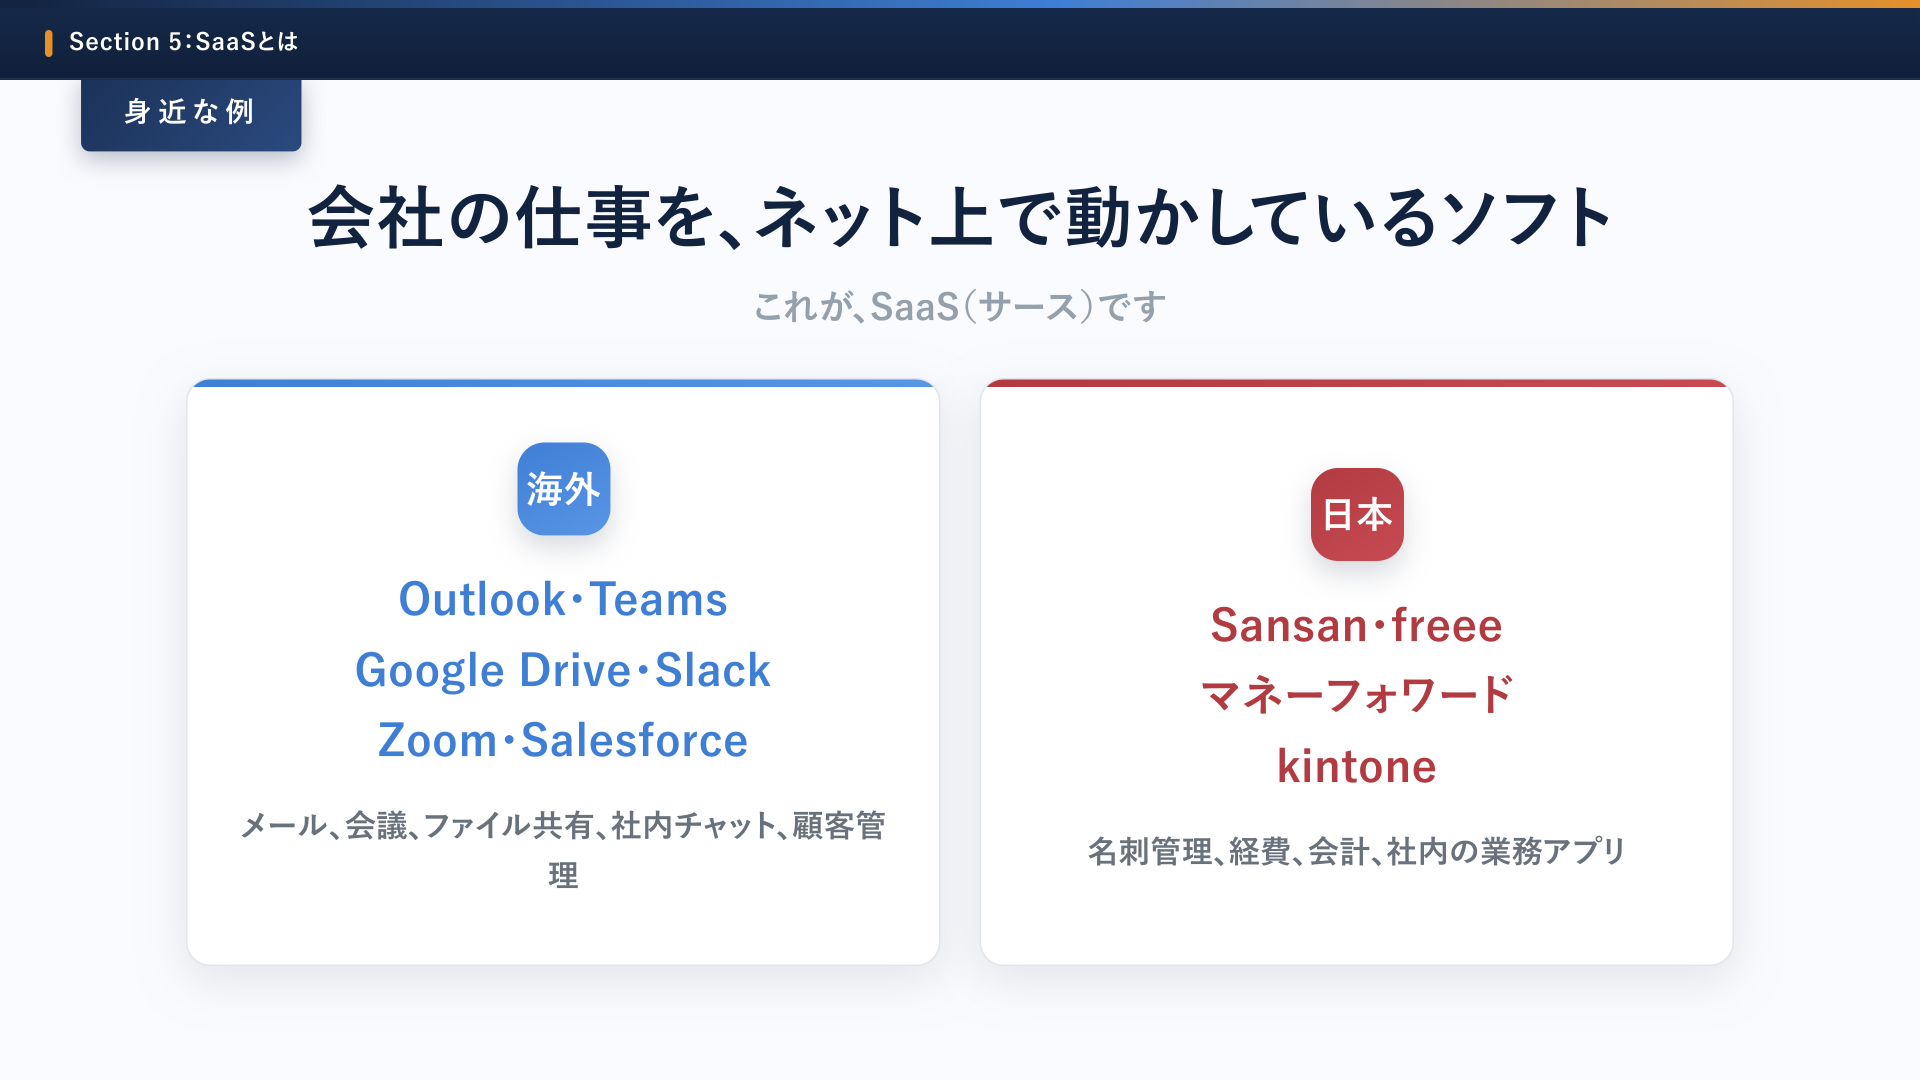 Section 5：SaaSとは
身近な例
会社の仕事を、ネット上で動かしているソフト
これが、SaaS（サース）です
海外
Outlook・Teams
Google Drive・Slack
Zoom・Salesforce
メール、会議、ファイル共有、社内チャット、顧客管
理
日本
Sansan・freee
マネーフォワード
kintone
名刺管理、経費、会計、社内の業務アプリ